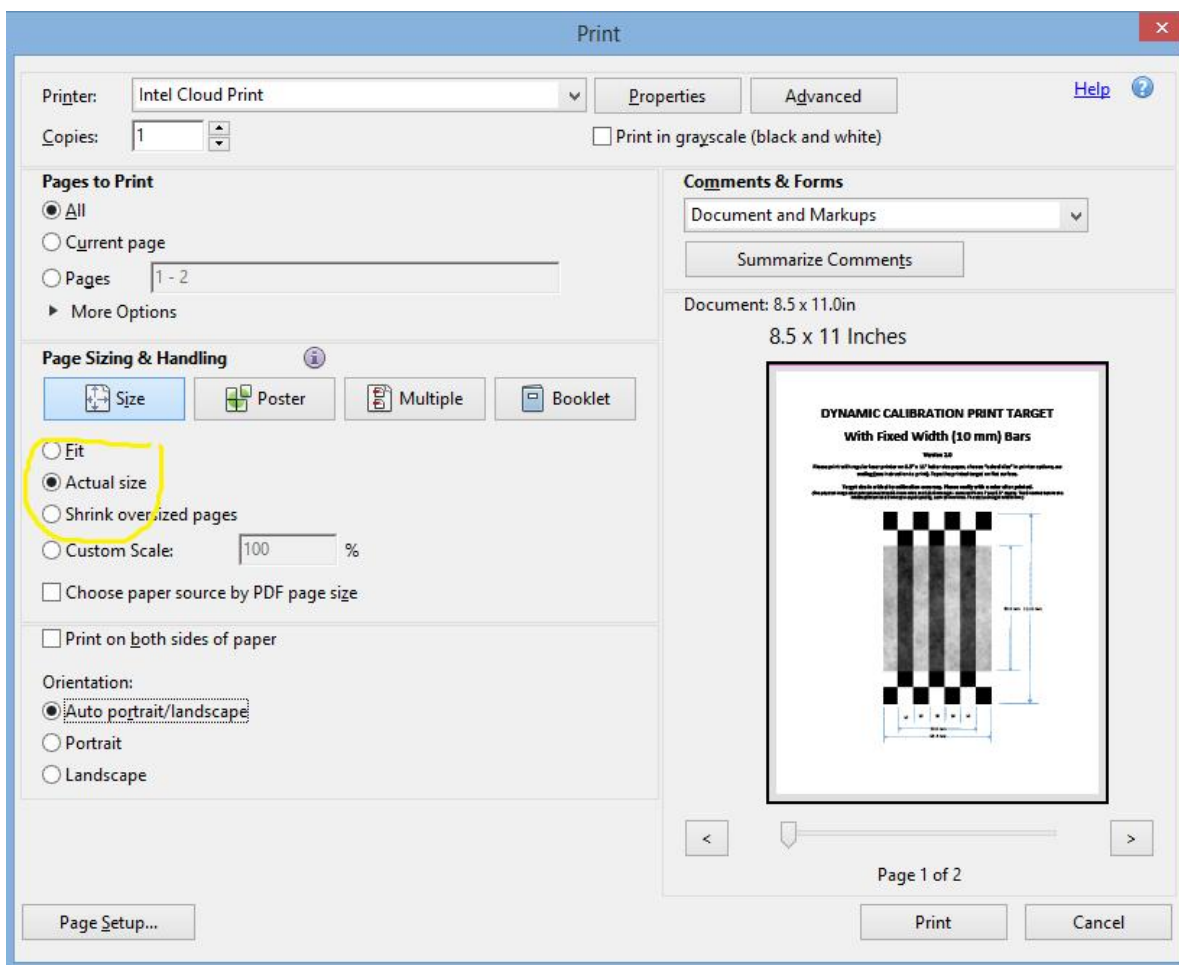 Print
Printer: Intel Cloud Print Properties Advanced Help
Copies: 1 Print in grayscale (black and white)
Pages to Print
All
Current page
Pages 1 - 2
More Options
Page Sizing & Handling
Size Poster Multiple Booklet
Fit
Actual size
Shrink oversized pages
Custom Scale: 100 %
Choose paper source by PDF page size
Print on both sides of paper
Orientation:
Auto portrait/landscape
Portrait
Landscape
Comments & Forms
Document and Markups
Summarize Comments
Document: 8.5 x 11.0in
8.5 x 11 Inches
DYNAMIC CALIBRATION PRINT TARGET
With Fixed Width (10 mm) Bars
Version 2.0
< >
Page 1 of 2
Page Setup... Print Cancel